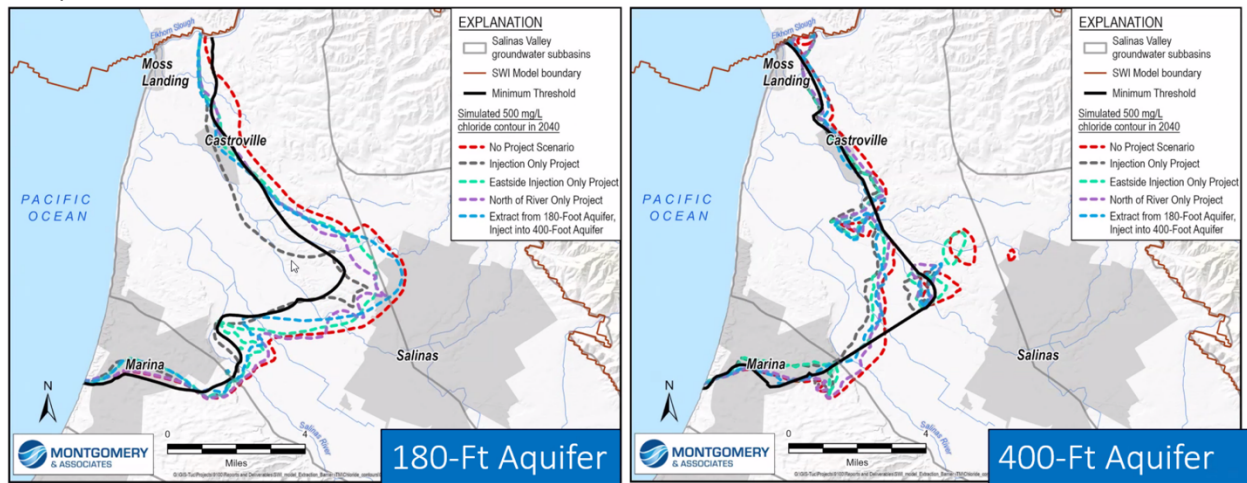 Elkhorn Slough
Moss
Landing
Castroville
PACIFIC
OCEAN
Marina
Salinas
Salinas River
N
0
4
Miles
EXPLANATION
Salinas Valley
groundwater subbasins
SWI Model boundary
Minimum Threshold
Simulated 500 mg/L
chloride contour in 2040
No Project Scenario
Injection Only Project
Eastside Injection Only Project
North of River Only Project
Extract from 180-Foot Aquifer,
Inject into 400-Foot Aquifer
MONTGOMERY
& ASSOCIATES
180-Ft Aquifer
Elkhorn Slough
Moss
Landing
Castroville
PACIFIC
OCEAN
Marina
Salinas
Salinas River
N
0
4
Miles
EXPLANATION
Salinas Valley
groundwater subbasins
SWI Model boundary
Minimum Threshold
Simulated 500 mg/L
chloride contour in 2040
No Project Scenario
Injection Only Project
Eastside Injection Only Project
North of River Only Project
Extract from 180-Foot Aquifer,
Inject into 400-Foot Aquifer
MONTGOMERY
& ASSOCIATES
400-Ft Aquifer